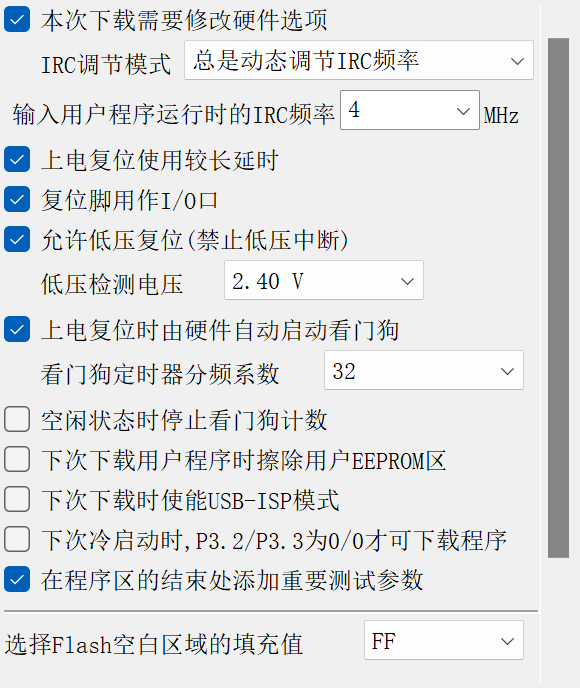 本次下载需要修改硬件选项
IRC调节模式 总是动态调节IRC频率
输入用户程序运行时的IRC频率 4 MHz
上电复位使用较长延时
复位脚用作I/O口
允许低压复位(禁止低压中断)
低压检测电压 2.40 V
上电复位时由硬件自动启动看门狗
看门狗定时器分频系数 32
空闲状态时停止看门狗计数
下次下载用户程序时擦除用户EEPROM区
下次下载时使能USB-ISP模式
下次冷启动时,P3.2/P3.3为0/0才可下载程序
在程序区的结束处添加重要测试参数
选择Flash空白区域的填充值 FF